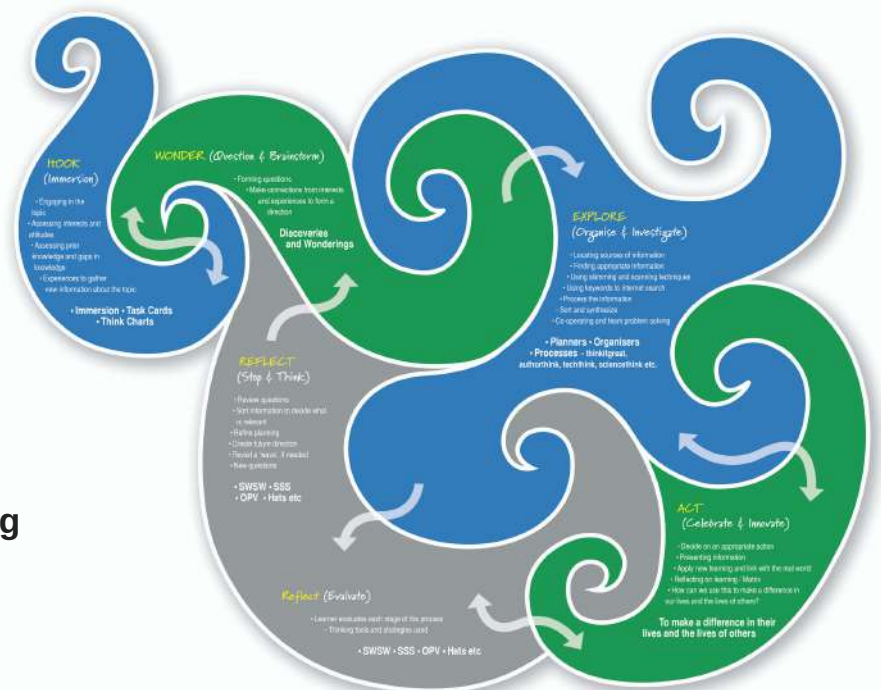 HOOK
(Immersion)
• Engaging in the
topic
• Assessing interests and
attitudes
• Assessing prior
knowledge and gaps in
knowledge
• Experiences to gather
new information about the topic
• Immersion • Task Cards
• Think Charts
WONDER (Question & Brainstorm)
• Forming questions
• Make connections from interests
and experiences to form a
direction
Discoveries
and Wonderings
EXPLORE
(Organise & Investigate)
• Locating sources of information
• Finding appropriate information
• Using skimming and scanning techniques
• Using keywords to internet search
• Process the information
• Sort and synthesize
• Co-operating and team problem solving
• Planners • Organisers
• Processes - thinkitgreat,
authorthink, techthink, sciencethink etc.
REFLECT
(Stop & Think)
• Review questions
• Sort information to decide what
is relevant
• Refine planning
• Create future direction
• Revisit a 'wave', if needed
• New questions
• SWSW • SSS
• OPV • Hats etc
g
ACT
(Celebrate & Innovate)
• Decide on an appropriate action
• Presenting information
• Apply new learning and link with the real world
• Reflecting on learning / Matrix
• How can we use this to make a difference in
our lives and the lives of others?
To make a difference in their
lives and the lives of others
Reflect (Evaluate)
• Learner evaluates each stage of the process
- Thinking tools and strategies used
• SWSW • SSS • OPV • Hats etc